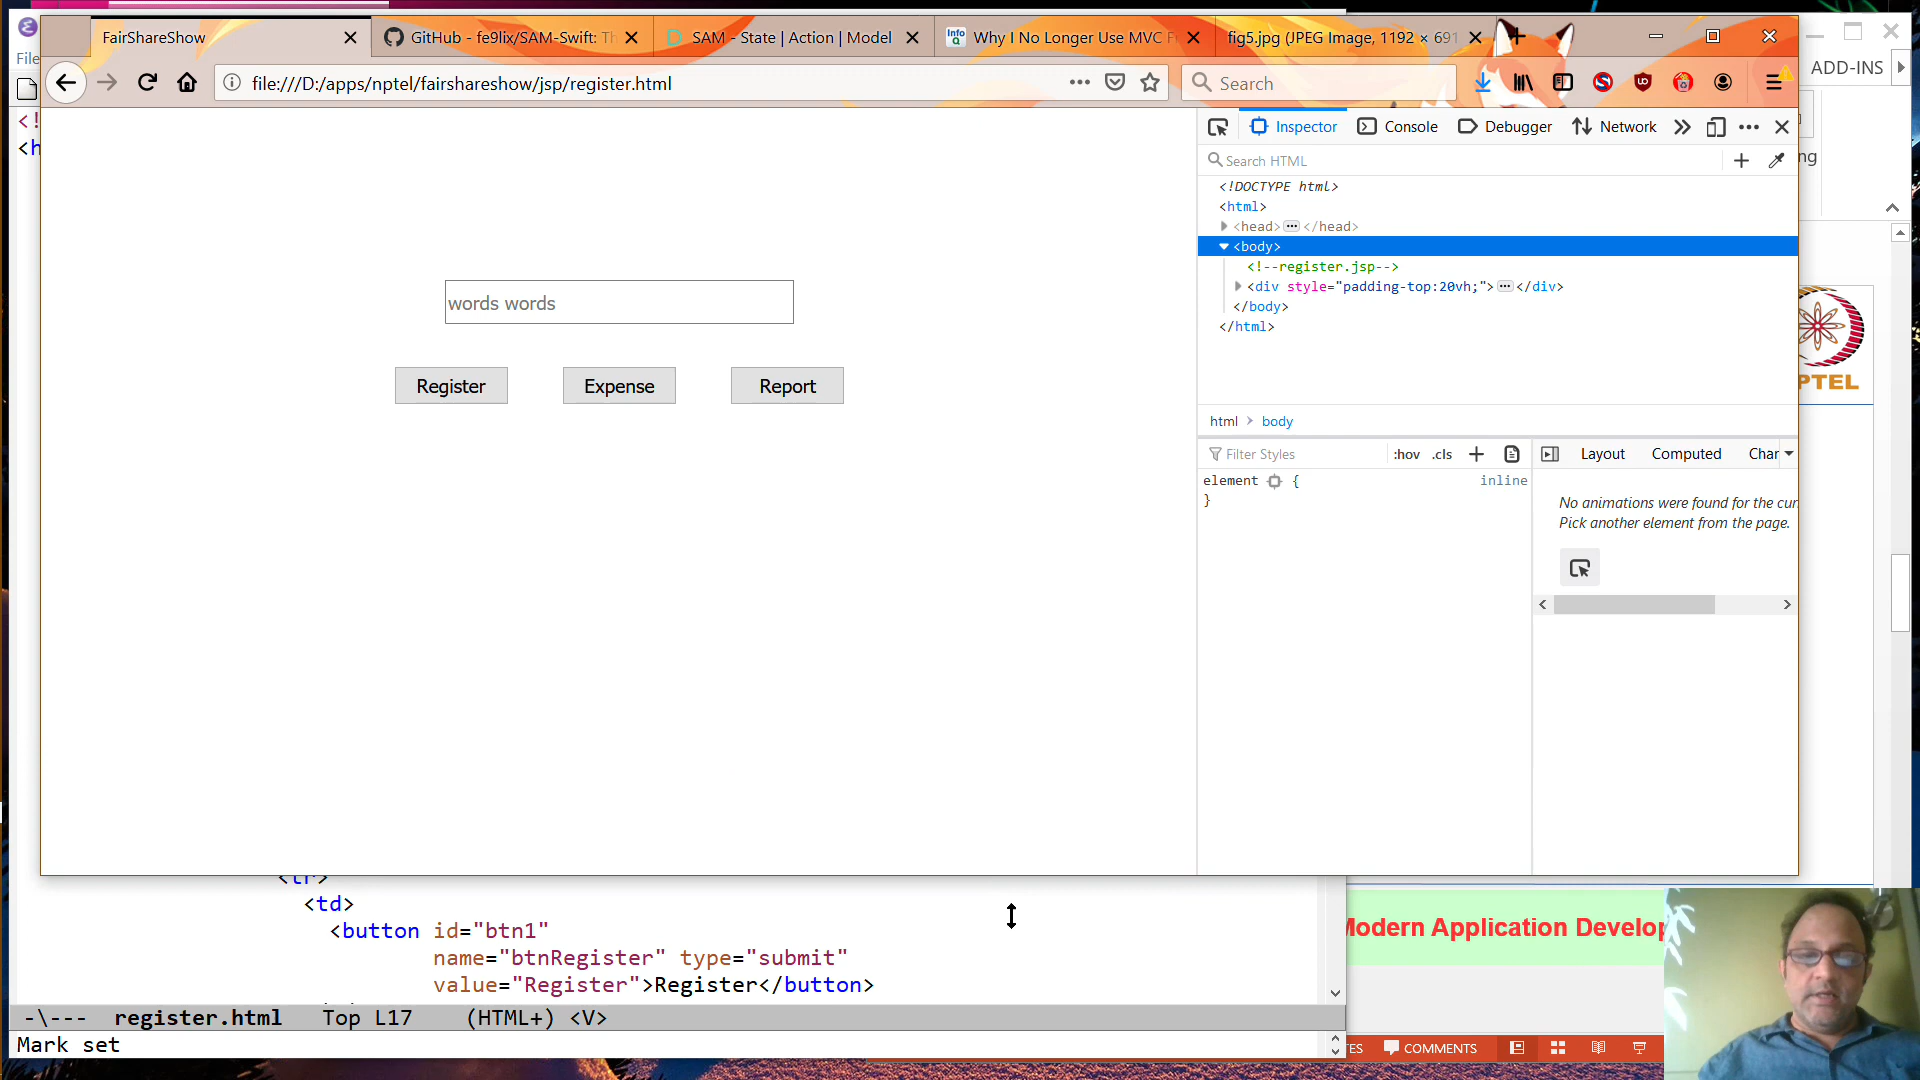 FairShareShow
GitHub - fe9lix/SAM-Swift: Th
SAM - State | Action | Model
Info Q
Why I No Longer Use MVC F
fig5.jpg (JPEG Image, 1192 × 691
File
file:///D:/apps/nptel/fairshareshow/jsp/register.html
Search
ADD-INS
Inspector
Console
Debugger
Network
Search HTML
ng
<!
<h
<!DOCTYPE html>
<html>
<head> </head>
<body>
<!--register.jsp-->
<div style="padding-top:20vh;"> </div>
</body>
</html>
words words
Register
Expense
Report
PTEL
html > body
Filter Styles
:hov .cls
Layout
Computed
Char
element {
inline
}
No animations were found for the cur
Pick another element from the page.
<tr>
<td>
<button id="btn1"
name="btnRegister" type="submit"
value="Register">Register</button>
Modern Application Develop
-\--- register.html Top L17 (HTML+) <V>
Mark set
TES
COMMENTS